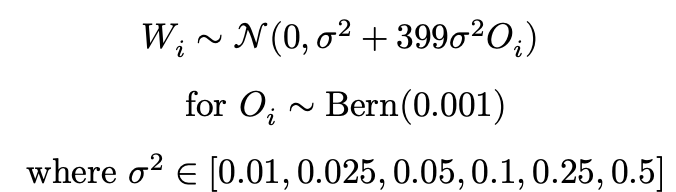 W_i ∼ 𝒩(0, σ² + 399σ²O_i)
for O_i ∼ Bern(0.001)
where σ² ∈ [0.01, 0.025, 0.05, 0.1, 0.25, 0.5]